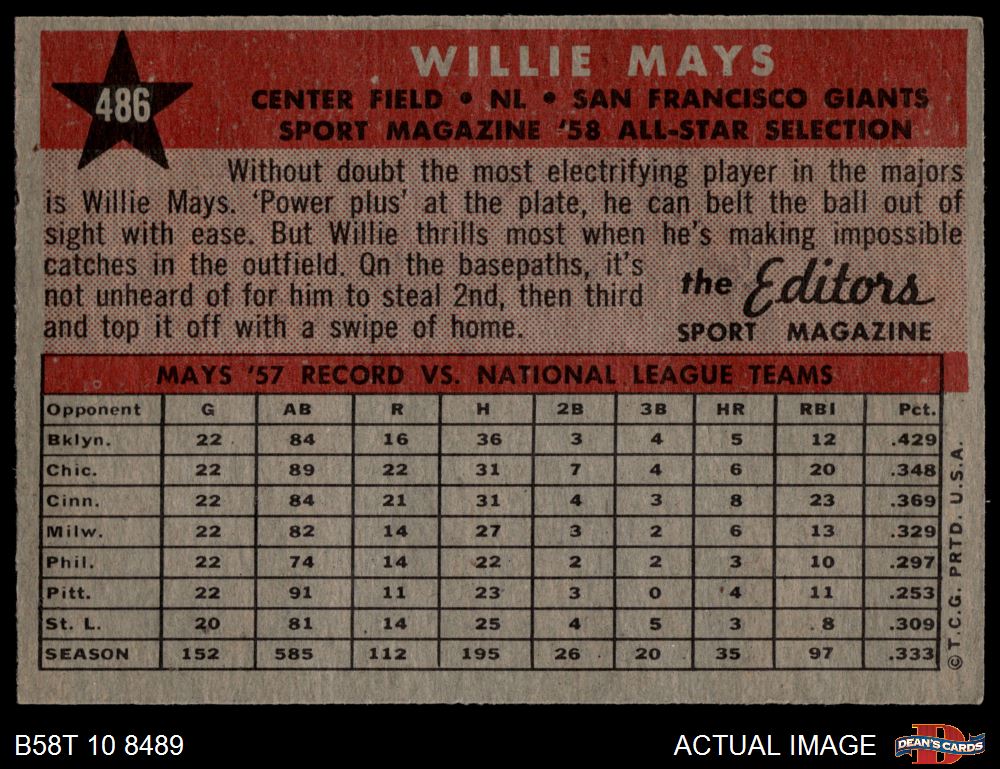 486
WILLIE MAYS
CENTER FIELD • NL • SAN FRANCISCO GIANTS
SPORT MAGAZINE '58 ALL-STAR SELECTION
Without doubt the most electrifying player in the majors
is Willie Mays. 'Power plus' at the plate, he can belt the ball out of
sight with ease. But Willie thrills most when he's making impossible
catches in the outfield. On the basepaths, it's
not unheard of for him to steal 2nd, then third
and top it off with a swipe of home.
the Editors
SPORT MAGAZINE
MAYS '57 RECORD VS. NATIONAL LEAGUE TEAMS
Opponent G AB R H 2B 3B HR RBI Pct.
Bklyn. 22 84 16 36 3 4 5 12 .429
Chic. 22 89 22 31 7 4 6 20 .348
Cinn. 22 84 21 31 4 3 8 23 .369
Milw. 22 82 14 27 3 2 6 13 .329
Phil. 22 74 14 22 2 2 3 10 .297
Pitt. 22 91 11 23 3 0 4 11 .253
St. L. 20 81 14 25 4 5 3 8 .309
SEASON 152 585 112 195 26 20 35 97 .333
© T.C.G. PRTD. U.S.A.
B58T 10 8489
ACTUAL IMAGE
D
DEAN'S CARDS